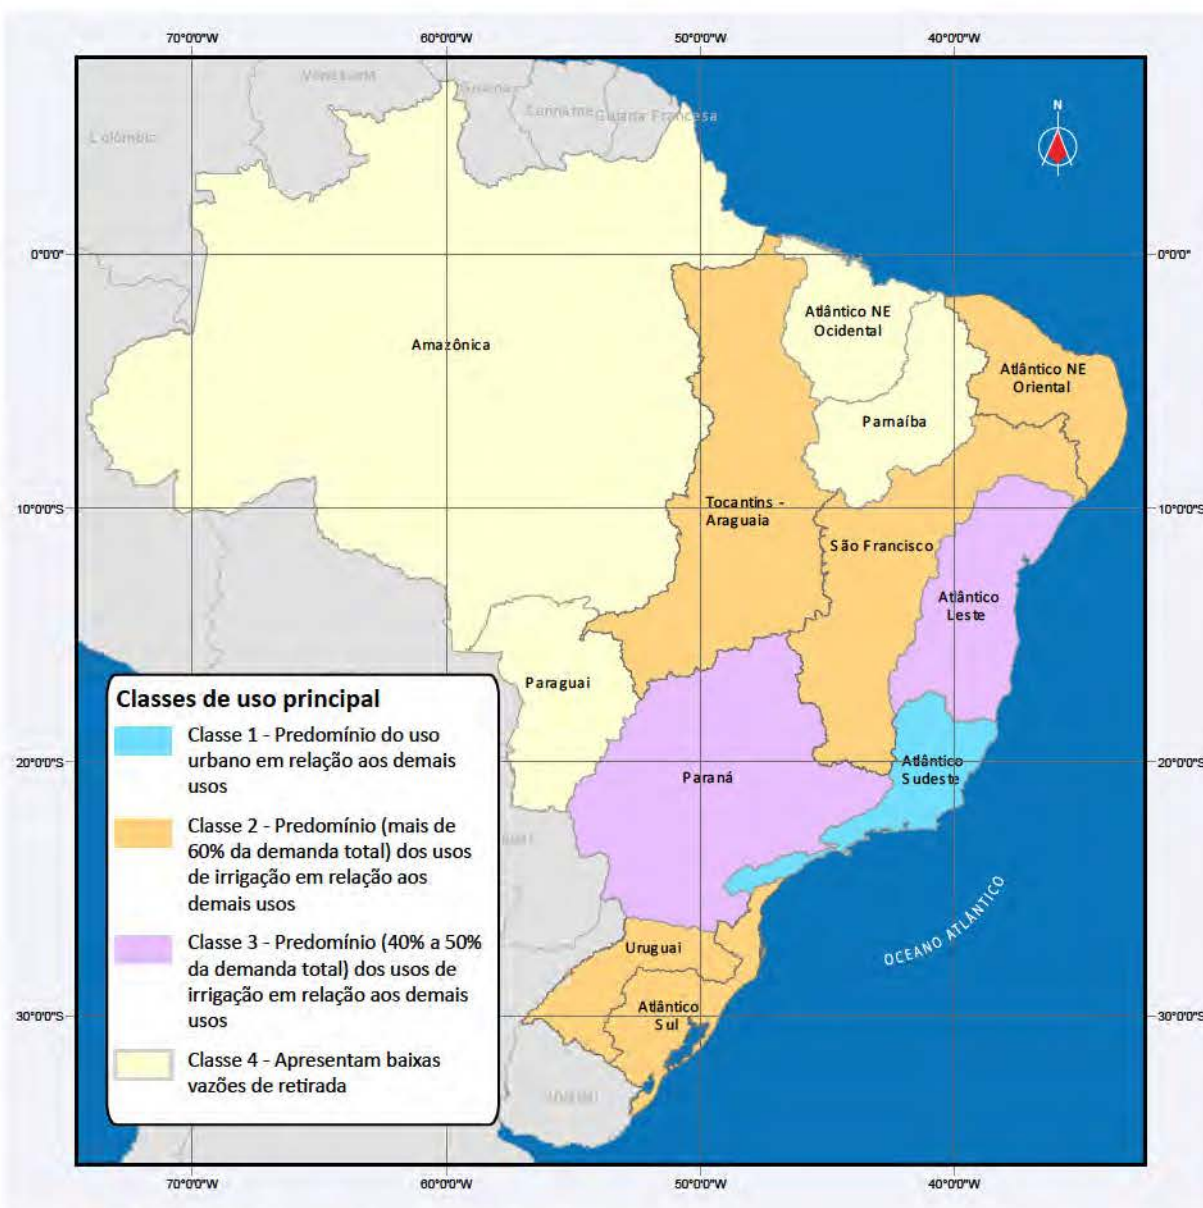 70°0'0"W
60°0'0"W
50°0'0"W
40°0'0"W
Colômbia
Guiana Francesa
Suriname
N
0°0'0"
0°0'0"S
Amazônica
Atlântico NE
Ocidental
Atlântico NE
Oriental
Parnaíba
10°0'0"S
10°0'0"S
Tocantins -
Araguaia
São Francisco
Atlântico
Leste
Paraguai
Classes de uso principal
Classe 1 - Predomínio do uso
urbano em relação aos demais
usos
Classe 2 - Predomínio (mais de
60% da demanda total) dos usos
de irrigação em relação aos
demais usos
Classe 3 - Predomínio (40% a 50%
da demanda total) dos usos de
irrigação em relação aos demais
usos
Classe 4 - Apresentam baixas
vazões de retirada
20°0'0"S
20°0'0"S
Paraná
Atlântico
Sudeste
OCEANO ATLÂNTICO
Uruguai
Atlântico
Sul
30°0'0"S
30°0'0"S
70°0'0"W
60°0'0"W
50°0'0"W
40°0'0"W